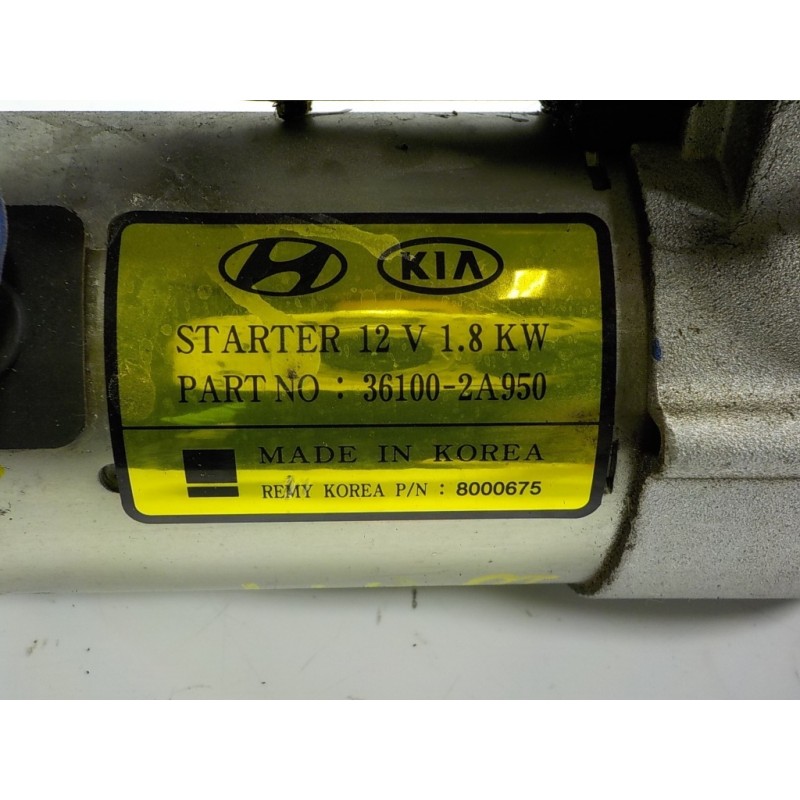 KIA
STARTER 12 V 1.8 KW
PART NO : 36100-2A950
MADE IN KOREA
REMY KOREA P/N : 8000675